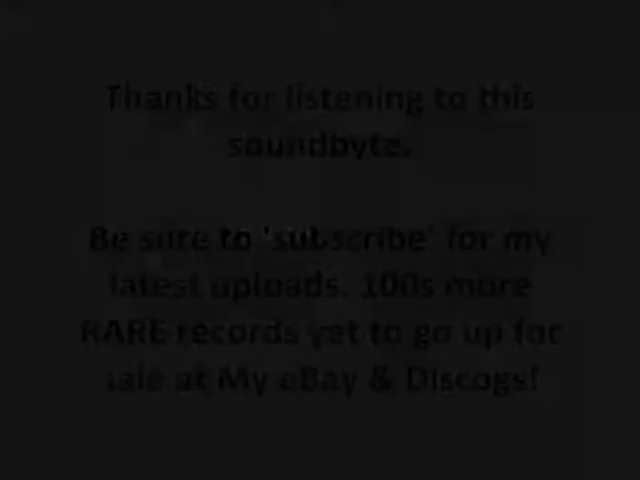 Thanks for listening to this
soundbyte.
Be sure to 'subscribe' for my
latest uploads. 100s more
RARE records yet to go up for
sale at My eBay & Discogs!